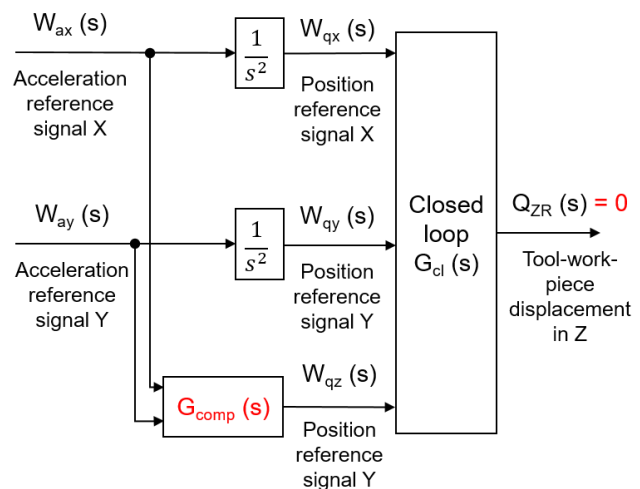 Wax (s)
Acceleration
reference
signal X
1
s²
Wqx (s)
Position
reference
signal X
Way (s)
Acceleration
reference
signal Y
1
s²
Wqy (s)
Position
reference
signal Y
Gcomp (s)
Wqz (s)
Position
reference
signal Y
Closed
loop
Gcl (s)
QZR (s) = 0
Tool-work-
piece
displacement
in Z